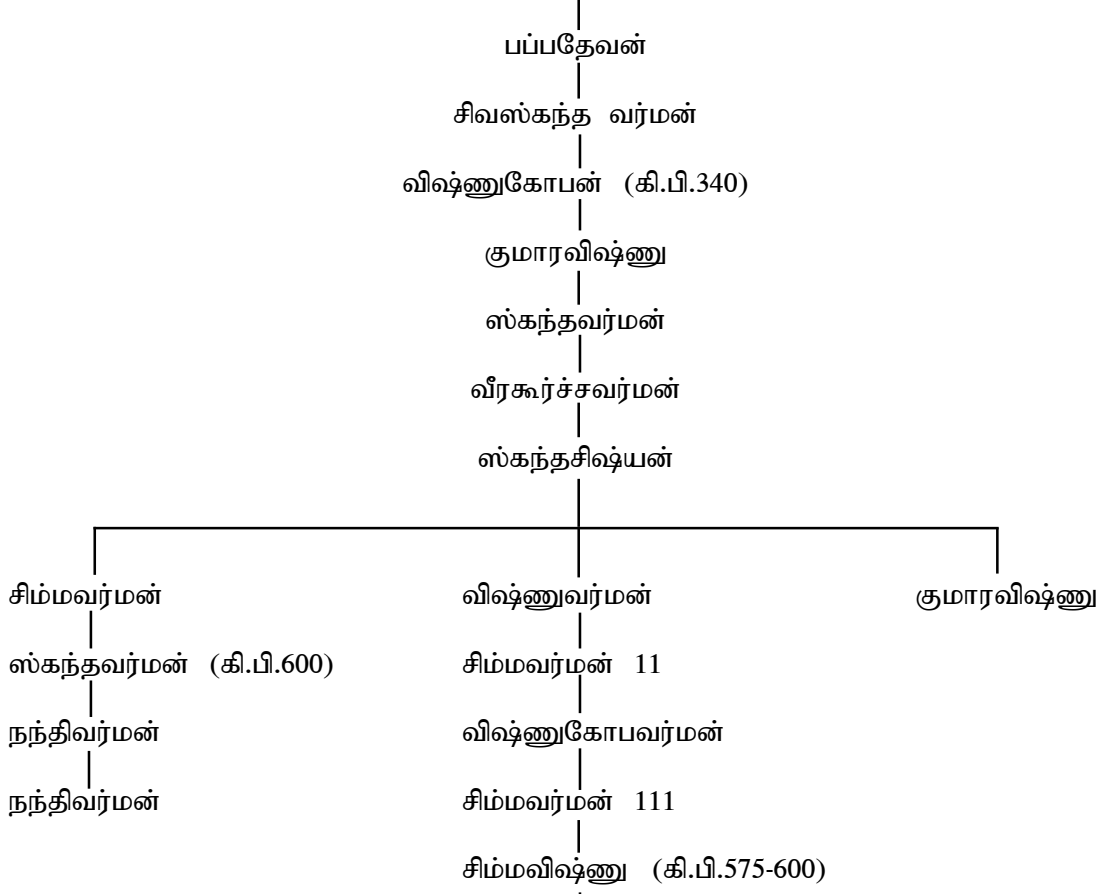 பப்பதேவன்
சிவஸ்கந்த வர்மன்
விஷ்ணுகோபன் (கி.பி.340)
குமாரவிஷ்ணு
ஸ்கந்தவர்மன்
வீரகூர்ச்சவர்மன்
ஸ்கந்தசிஷ்யன்
சிம்மவர்மன் விஷ்ணுவர்மன் குமாரவிஷ்ணு
ஸ்கந்தவர்மன் (கி.பி.600) சிம்மவர்மன் 11
நந்திவர்மன் விஷ்ணுகோபவர்மன்
நந்திவர்மன் சிம்மவர்மன் 111
சிம்மவிஷ்ணு (கி.பி.575-600)